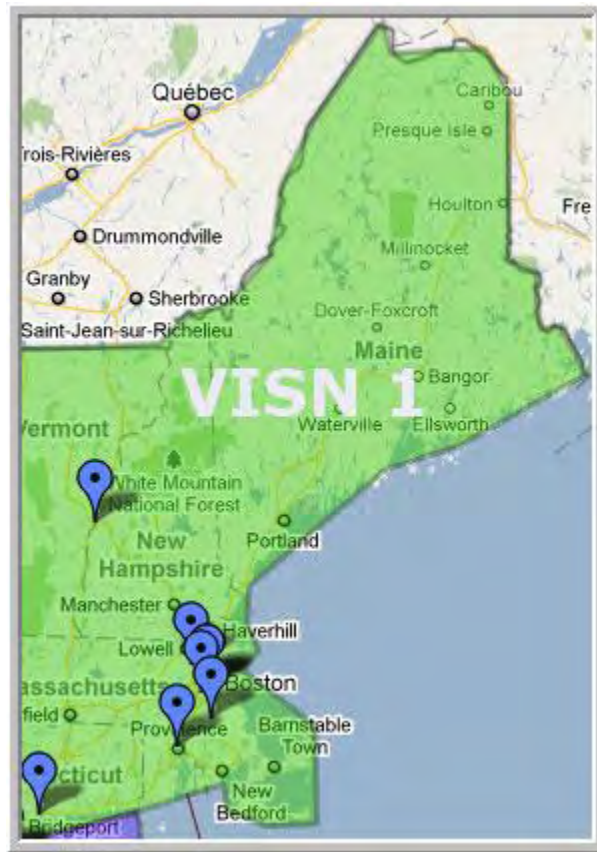 Québec
Caribou
Presque Isle
rois-Rivières
Houlton
Fre
Drummondville
Millinocket
Granby
Sherbrooke
Dover-Foxcroft
Saint-Jean-sur-Richelieu
Maine
Bangor
VISN 1
Waterville
Ellsworth
Vermont
White Mountain
National Forest
Portland
New
Hampshire
Manchester
Haverhill
Lowell
assachusetts
Boston
field
Providence
Barnstable
Town
cticut
New
Bedford
Bridgeport